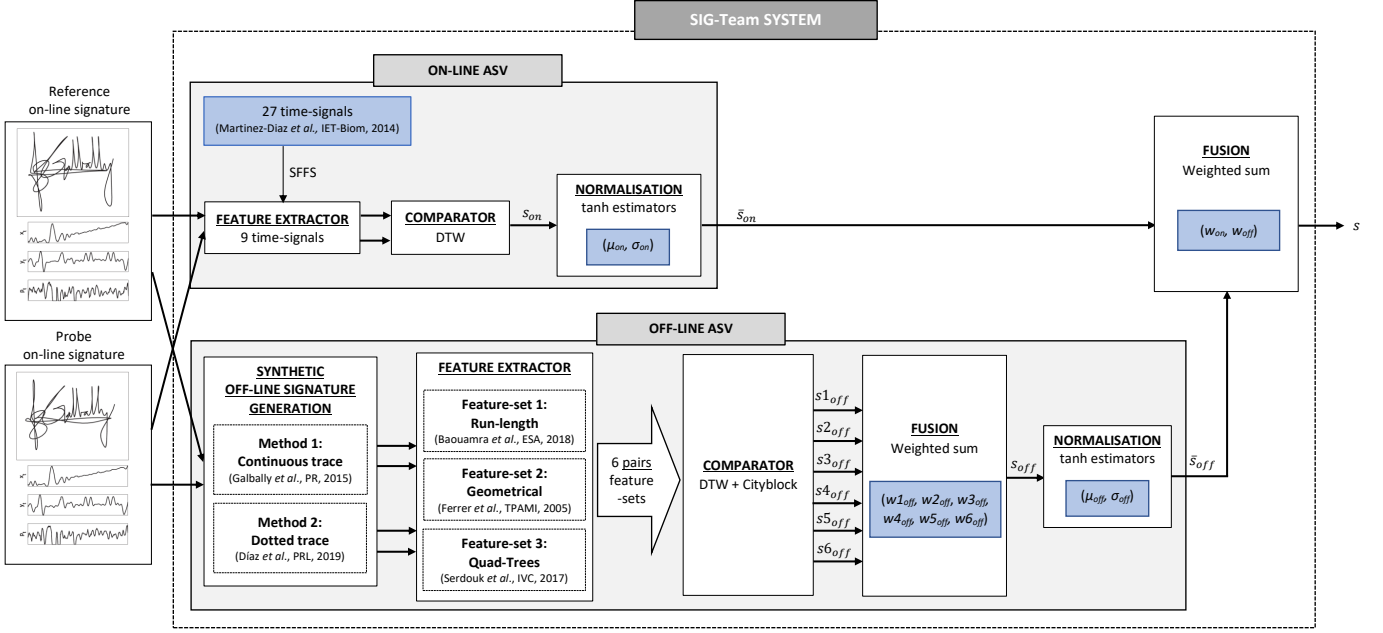 SIG-Team SYSTEM
ON-LINE ASV
Reference
on-line signature
27 time-signals
(Martinez-Diaz et al., IET-Biom, 2014)
SFFS
FEATURE EXTRACTOR
9 time-signals
COMPARATOR
DTW
s_on
NORMALISATION
tanh estimators
(μ_on, σ_on)
s̄_on
FUSION
Weighted sum
(w_on, w_off)
s
Probe
on-line signature
OFF-LINE ASV
SYNTHETIC
OFF-LINE SIGNATURE
GENERATION
Method 1:
Continuous trace
(Galbally et al., PR, 2015)
Method 2:
Dotted trace
(Díaz et al., PRL, 2019)
FEATURE EXTRACTOR
Feature-set 1:
Run-length
(Baouamra et al., ESA, 2018)
Feature-set 2:
Geometrical
(Ferrer et al., TPAMI, 2005)
Feature-set 3:
Quad-Trees
(Serdouk et al., IVC, 2017)
6 pairs
feature
-sets
COMPARATOR
DTW + Cityblock
s1_off
s2_off
s3_off
s4_off
s5_off
s6_off
FUSION
Weighted sum
(w1_off, w2_off, w3_off,
w4_off, w5_off, w6_off)
s_off
NORMALISATION
tanh estimators
(μ_off, σ_off)
s̄_off